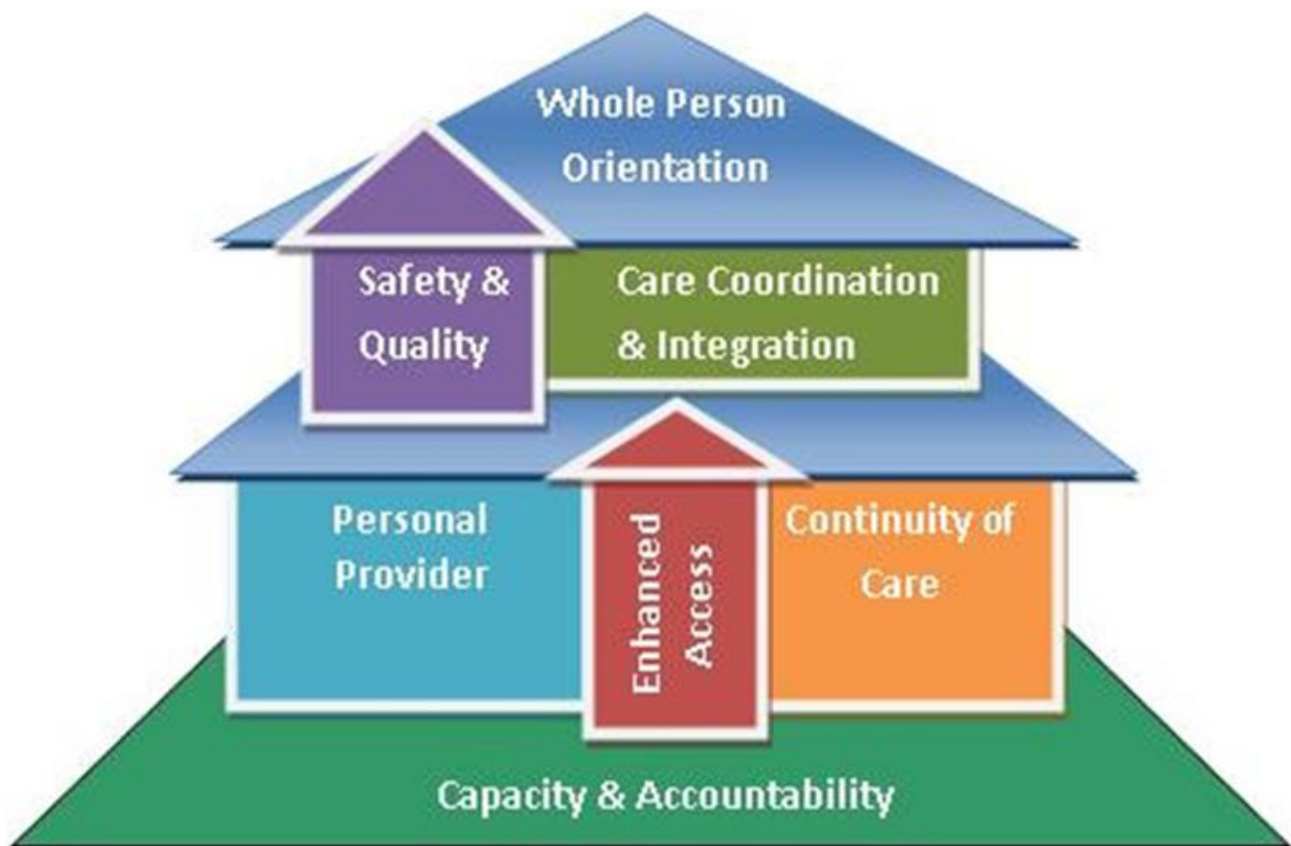 Whole Person
Orientation
Safety &
Quality
Care Coordination
& Integration
Personal
Provider
Enhanced
Access
Continuity of
Care
Capacity & Accountability